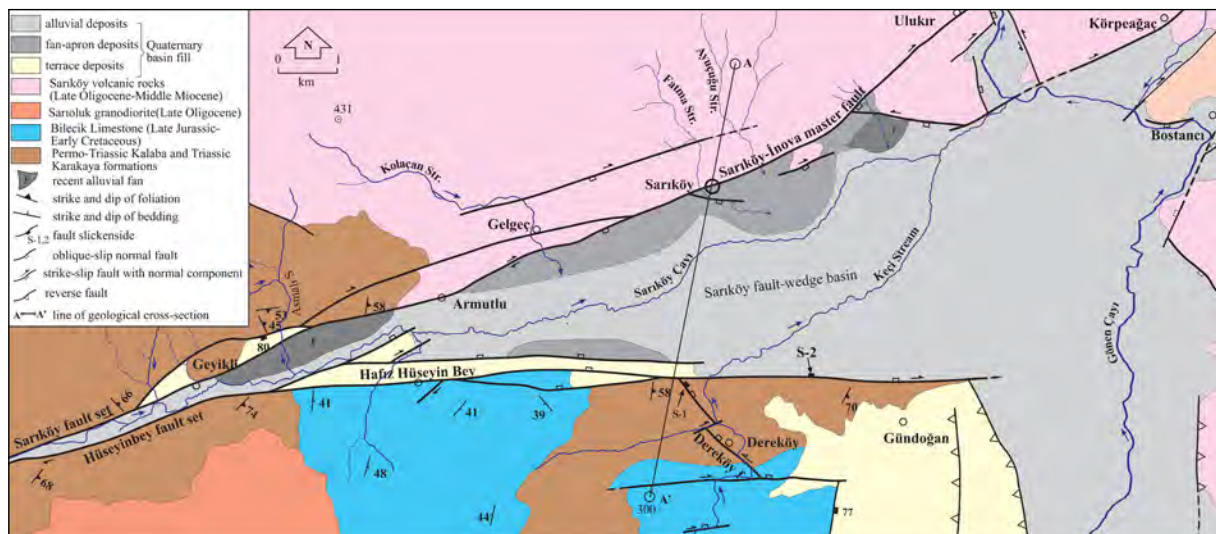 alluvial deposits
fan-apron deposits
terrace deposits
Quaternary
basin fill
Sarıköy volcanic rocks
(Late Oligocene-Middle Miocene)
Sarıoluk granodiorite(Late Oligocene)
Bilecik Limestone (Late Jurassic-
Early Cretaceous)
Permo-Triassic Kalaba and Triassic
Karakaya formations
recent alluvial fan
strike and dip of foliation
strike and dip of bedding
S-1,2
fault slickenside
oblique-slip normal fault
strike-slip fault with normal component
reverse fault
A A' line of geological cross-section
N
0 1
km
431
Ulukır
Körpeağaç
A
Ayuçuğu Str.
Fatma Str.
Sarıköy-İnova master fault
Bostancı
Kolaçan Str.
Sarıköy
Gelgeç
Sarıköy Çayı
Keçi Stream
Sarıköy fault-wedge basin
Gönen Çayı
Asmalı S.
Armutlu
53
45
58
80
Geyikli
Hafız Hüseyin Bey
S-2
66
74
41
41
39
58
S-1
70
Sarıköy fault set
Hüseyinbey fault set
Dereköy
Dereköy f.
Gündoğan
68
48
44
A'
300
77